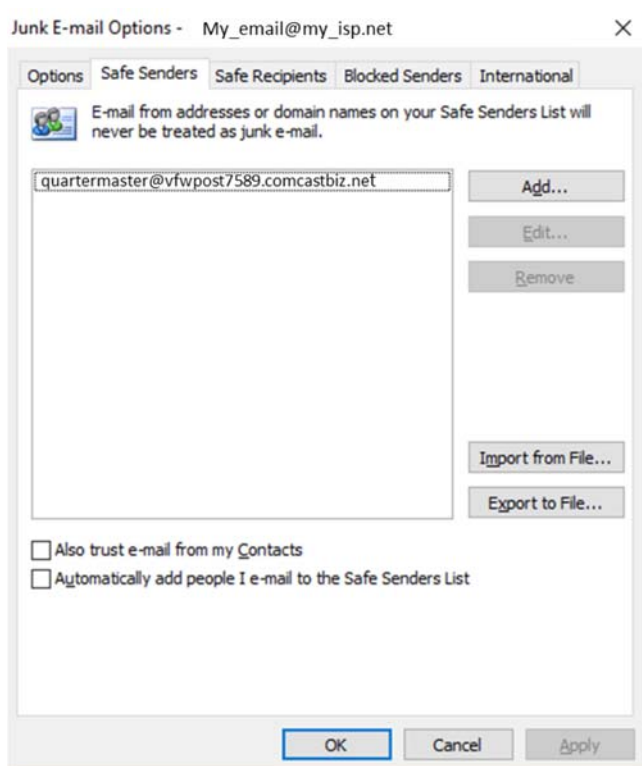 Junk E-mail Options - My_email@my_isp.net
Options Safe Senders Safe Recipients Blocked Senders International
E-mail from addresses or domain names on your Safe Senders List will
never be treated as junk e-mail.
quartermaster@vfwpost7589.comcastbiz.net
Add...
Edit...
Remove
Import from File...
Export to File...
Also trust e-mail from my Contacts
Automatically add people I e-mail to the Safe Senders List
OK Cancel Apply